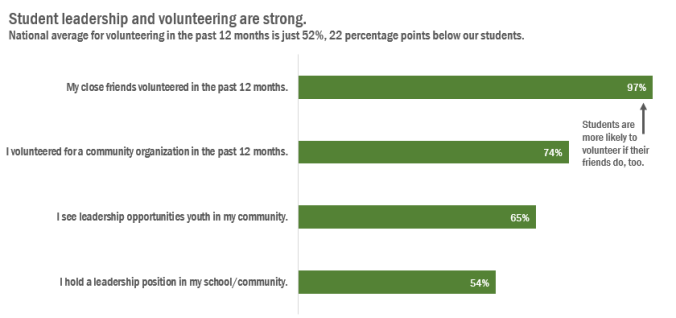 Student leadership and volunteering are strong.
National average for volunteering in the past 12 months is just 52%, 22 percentage points below our students.
My close friends volunteered in the past 12 months.
97%
Students are
more likely to
volunteer if their
friends do, too.
I volunteered for a community organization in the past 12 months.
74%
I see leadership opportunities youth in my community.
65%
I hold a leadership position in my school/community.
54%